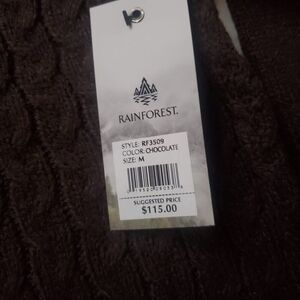 RAINFOREST.
STYLE: RF3509
COLOR:CHOCOLATE
SIZE: M
SUGGESTED PRICE
$115.00